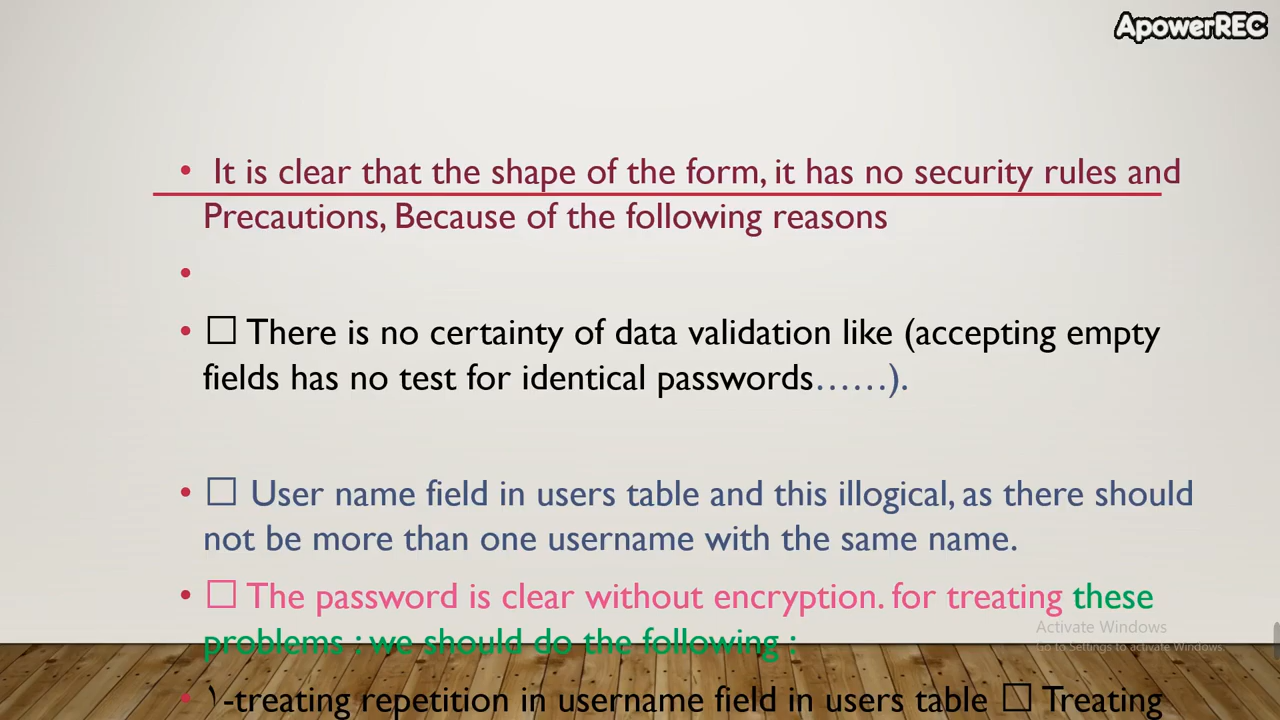 ApowerREC
• It is clear that the shape of the form, it has no security rules and
Precautions, Because of the following reasons
•
• ☐ There is no certainty of data validation like (accepting empty
fields has no test for identical passwords……).
• ☐ User name field in users table and this illogical, as there should
not be more than one username with the same name.
• ☐ The password is clear without encryption. for treating these
problems : we should do the following :
Activate Windows
Go to Settings to activate Windows.
• ١-treating repetition in username field in users table ☐ Treating